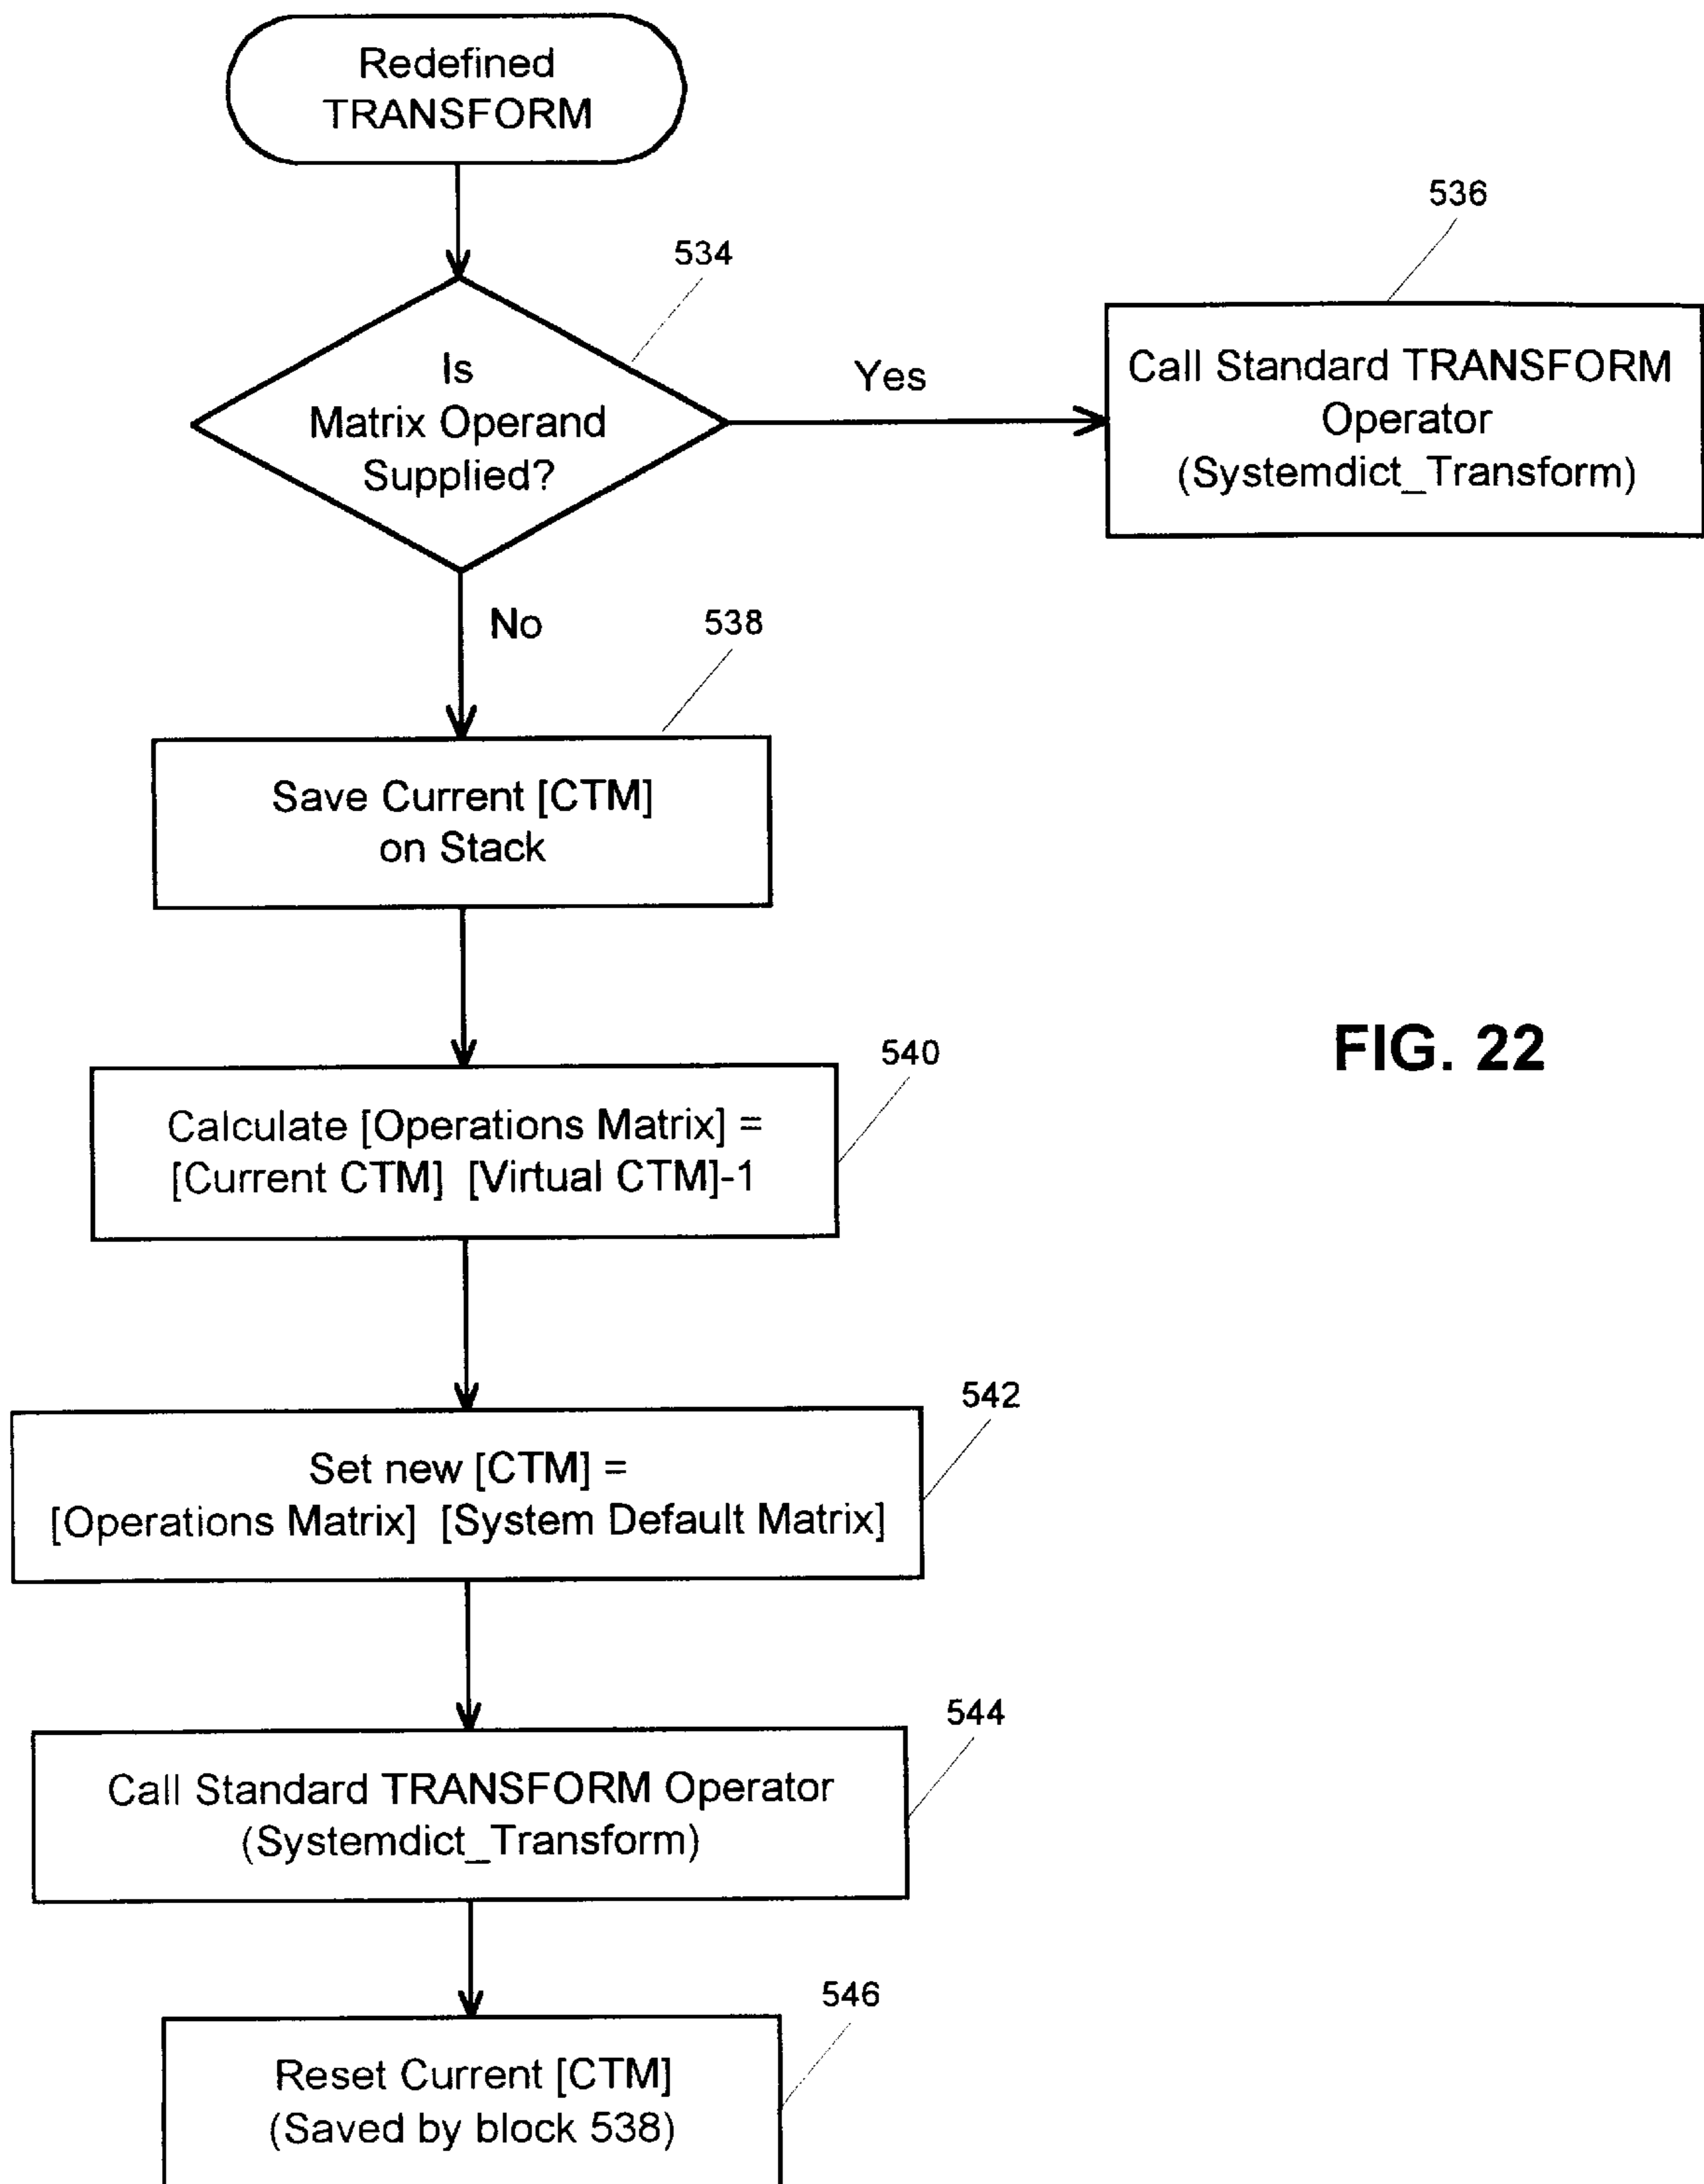 Redefined
TRANSFORM
534
536
Is
Matrix Operand
Supplied?
Yes
Call Standard TRANSFORM
Operator
(Systemdict_Transform)
No
538
Save Current [CTM]
on Stack
540
Calculate [Operations Matrix] =
[Current CTM] [Virtual CTM]-1
FIG. 22
542
Set new [CTM] =
[Operations Matrix] [System Default Matrix]
544
Call Standard TRANSFORM Operator
(Systemdict_Transform)
546
Reset Current [CTM]
(Saved by block 538)